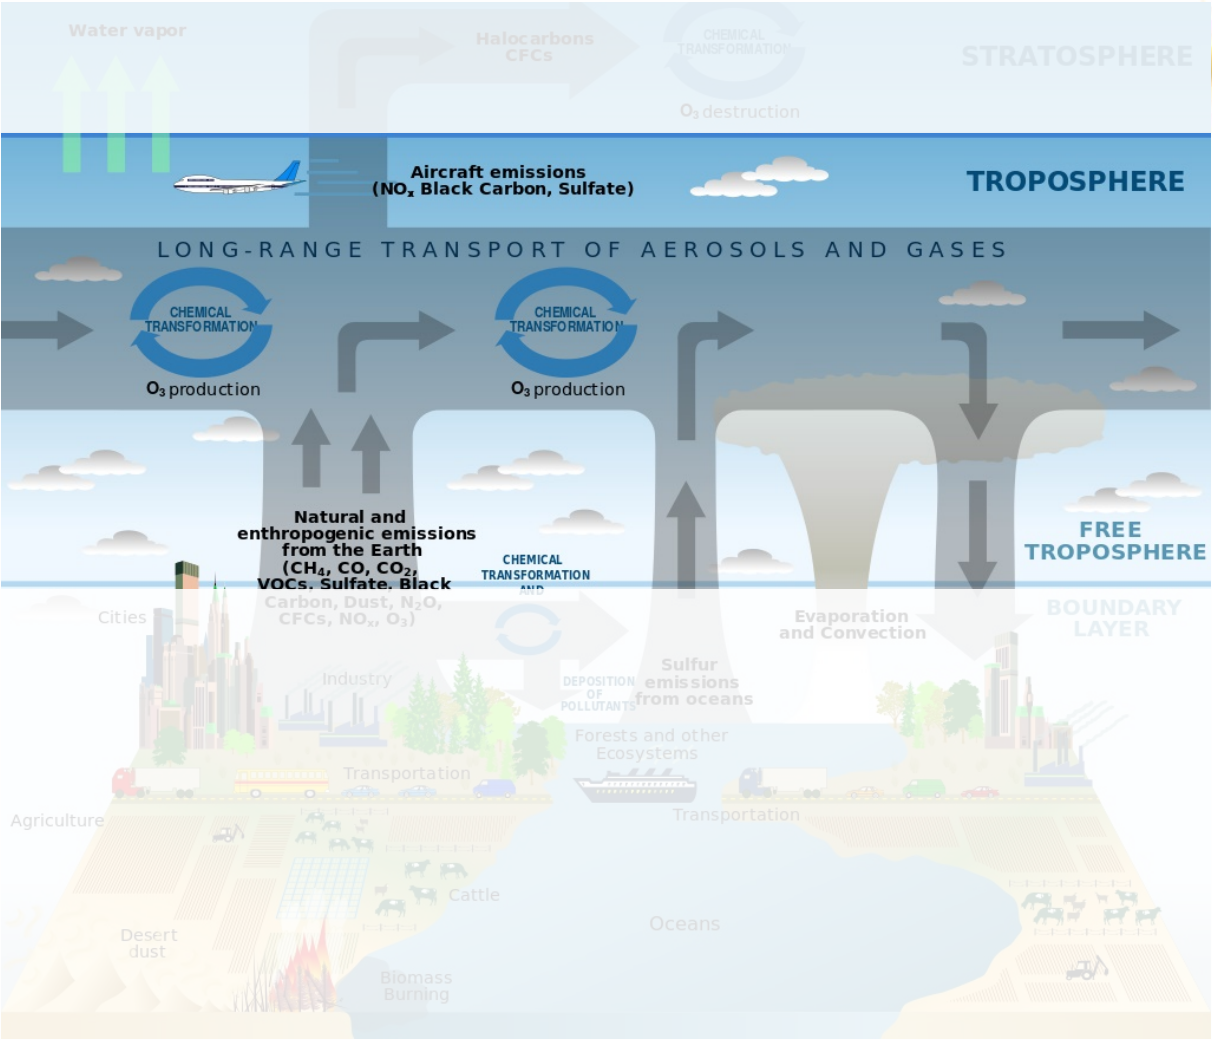 Water vapor
Halocarbons
CFCs
CHEMICAL
TRANSFORMATION
O₃ destruction
STRATOSPHERE
Aircraft emissions
(NOₓ Black Carbon, Sulfate)
TROPOSPHERE
LONG-RANGE TRANSPORT OF AEROSOLS AND GASES
CHEMICAL
TRANSFORMATION
O₃ production
CHEMICAL
TRANSFORMATION
O₃ production
Natural and
enthropogenic emissions
from the Earth
(CH₄, CO, CO₂,
VOCs, Sulfate, Black
Carbon, Dust, N₂O,
CFCs, NOₓ, O₃)
CHEMICAL
TRANSFORMATION
AND
DEPOSITION
OF
POLLUTANTS
FREE
TROPOSPHERE
BOUNDARY
LAYER
Cities
Industry
Sulfur
emissions
from oceans
Evaporation
and Convection
Forests and other
Ecosystems
Transportation
Transportation
Agriculture
Cattle
Oceans
Desert
dust
Biomass
Burning